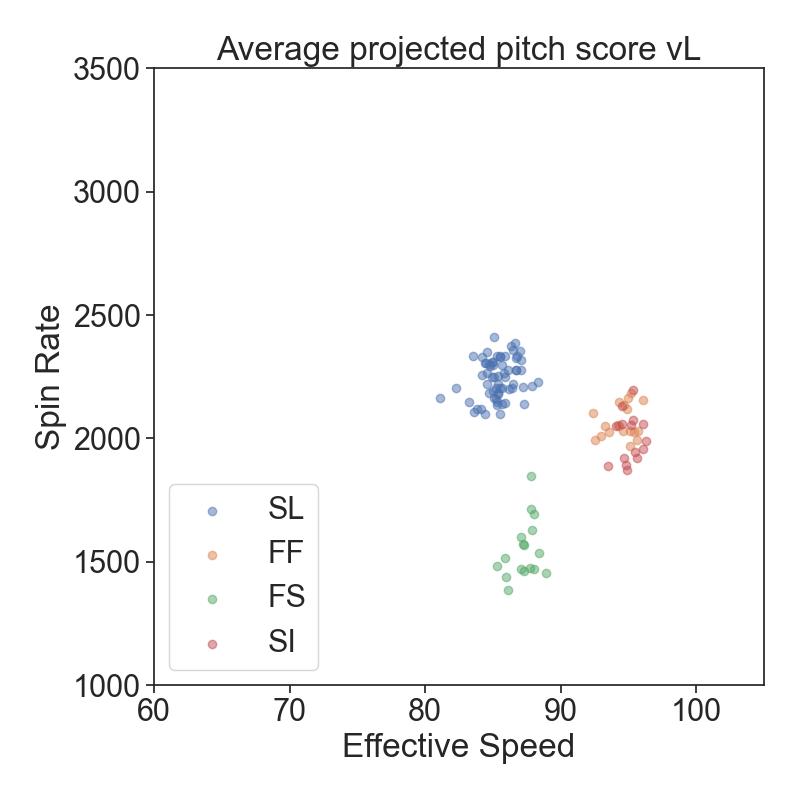 Average projected pitch score vL
3500
3000
2500
2000
1500
1000
Spin Rate
SL
FF
FS
SI
60
70
80
90
100
Effective Speed